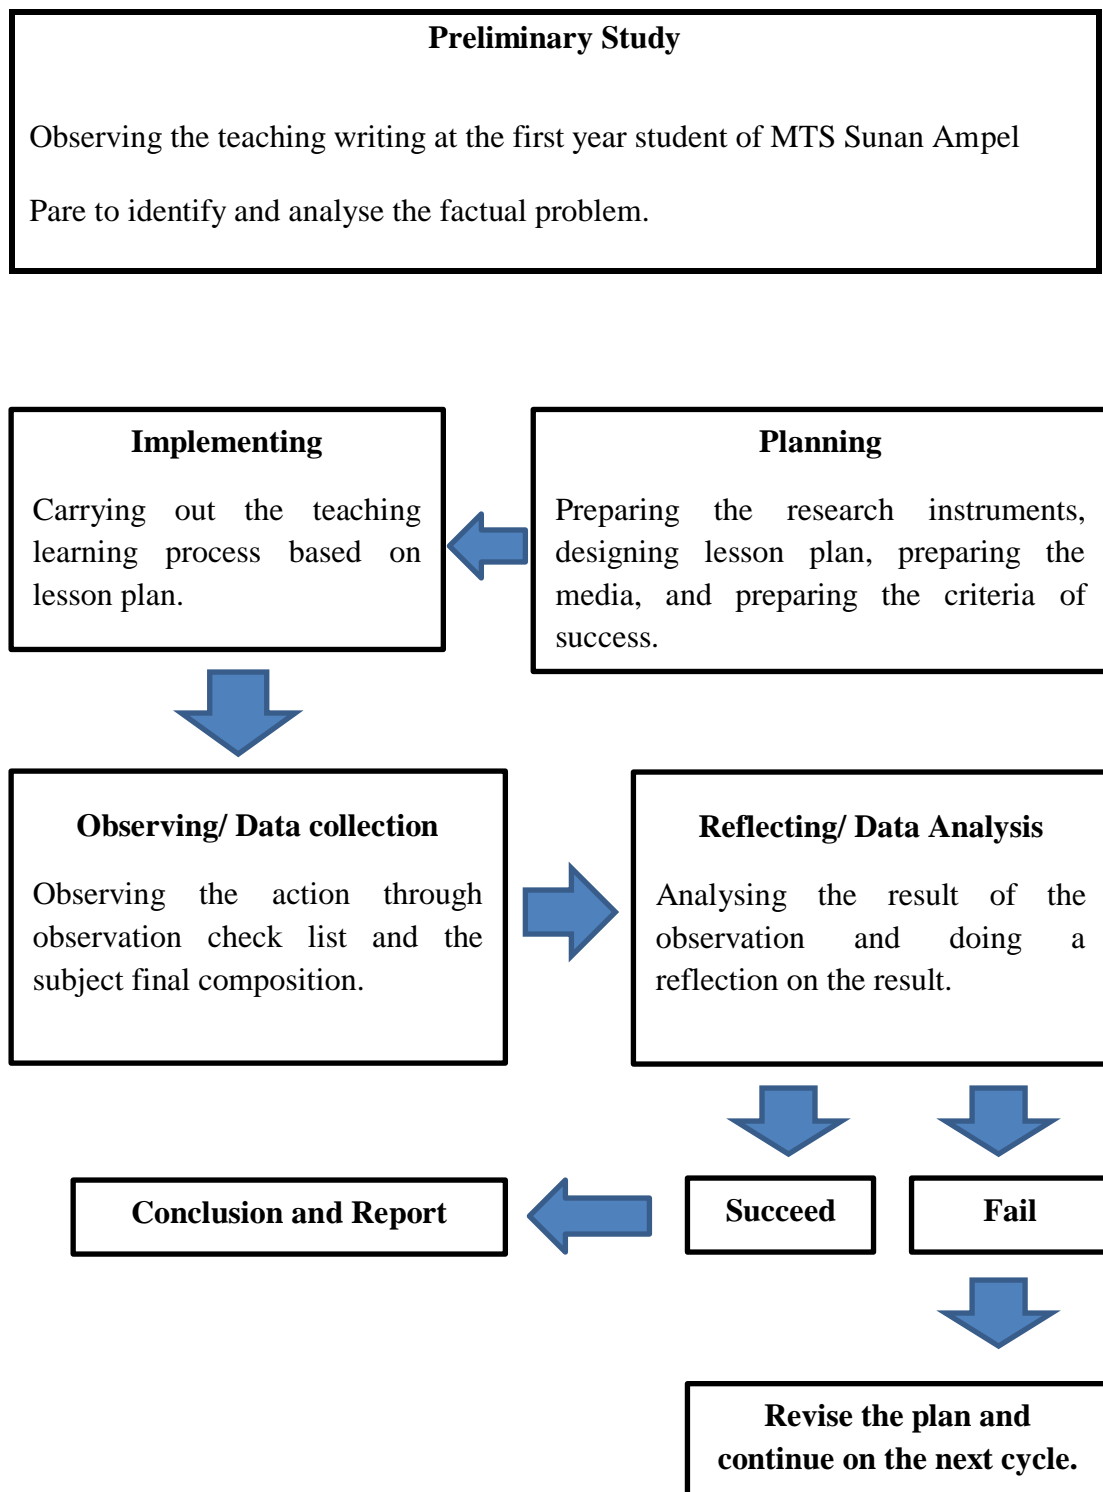 Preliminary Study
Observing the teaching writing at the first year student of MTS Sunan Ampel
Pare to identify and analyse the factual problem.
Implementing
Carrying out the teaching
learning process based on
lesson plan.
Planning
Preparing the research instruments,
designing lesson plan, preparing the
media, and preparing the criteria of
success.
Observing/ Data collection
Observing the action through
observation check list and the
subject final composition.
Reflecting/ Data Analysis
Analysing the result of the
observation and doing a
reflection on the result.
Conclusion and Report
Succeed
Fail
Revise the plan and
continue on the next cycle.